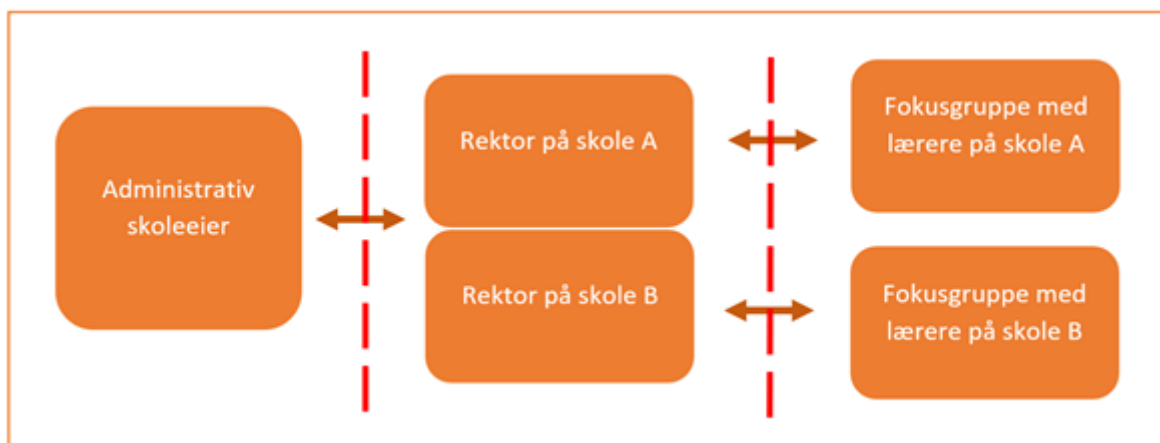 Administrativ
skoleeier
Rektor på skole A
Rektor på skole B
Fokusgruppe med
lærere på skole A
Fokusgruppe med
lærere på skole B